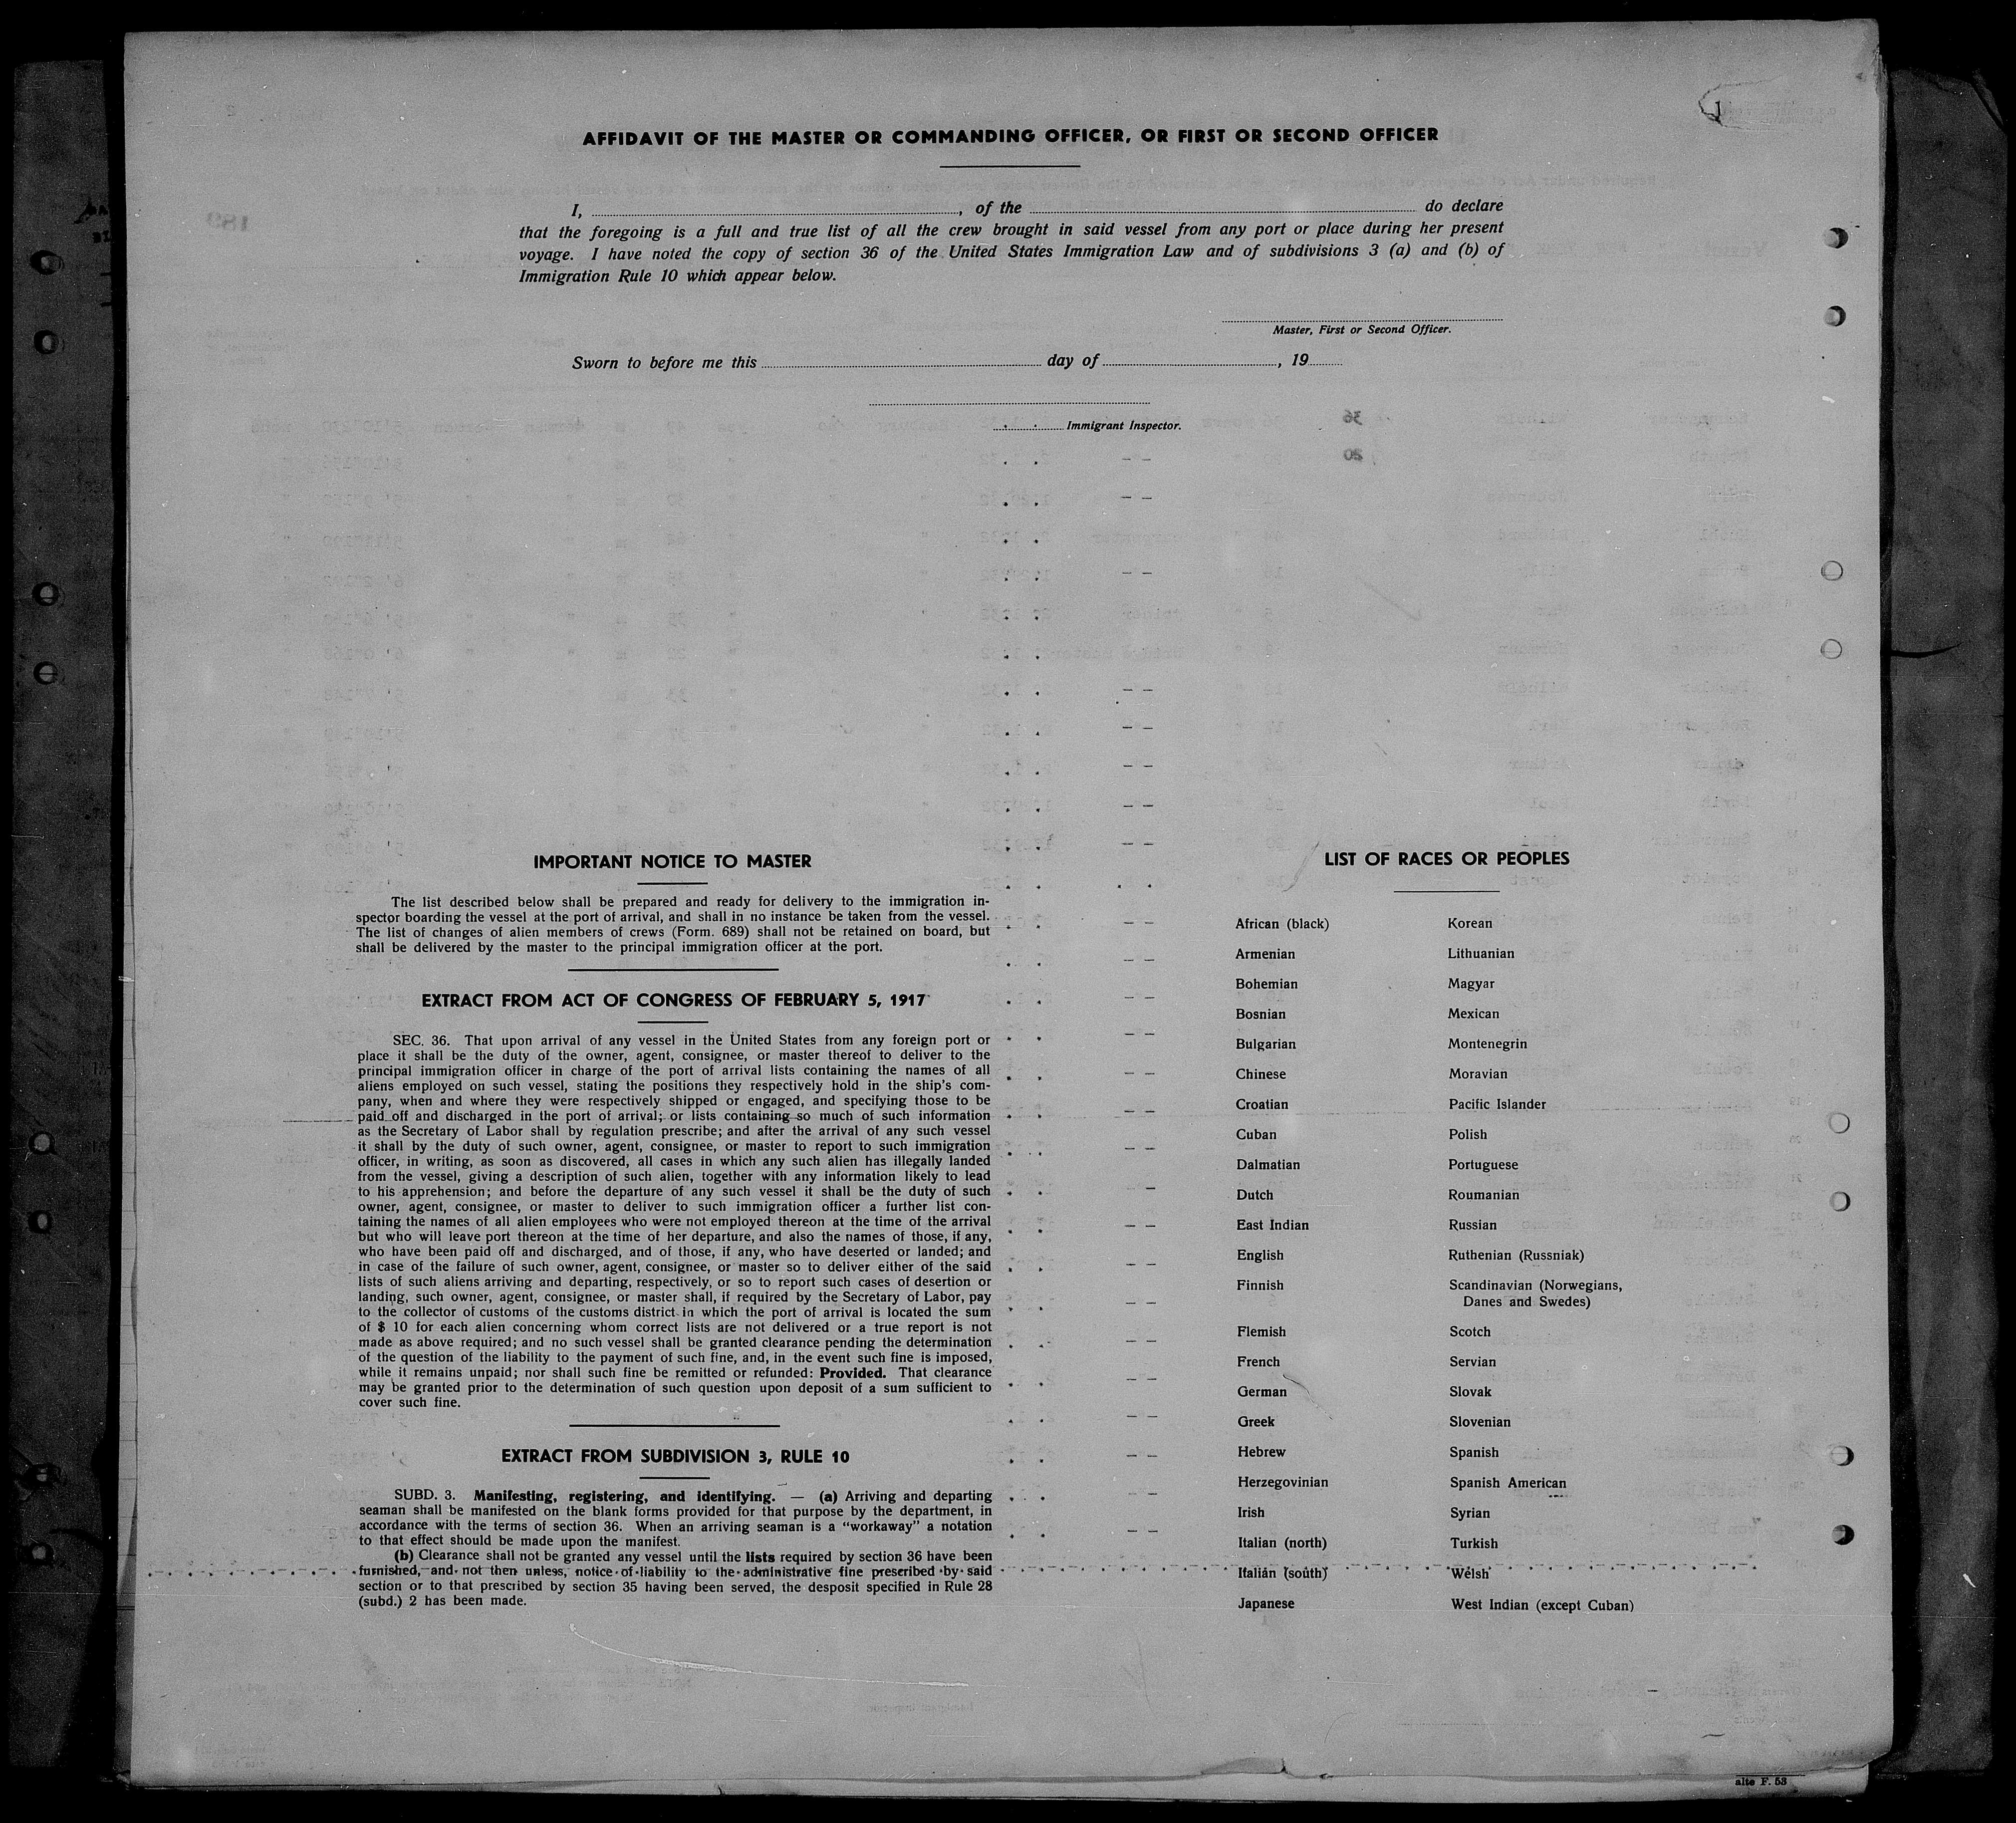 AFFIDAVIT OF THE MASTER OR COMMANDING OFFICER, OR FIRST OR SECOND OFFICER
I, , of the do declare
that the foregoing is a full and true list of all the crew brought in said vessel from any port or place during her present
voyage. I have noted the copy of section 36 of the United States Immigration Law and of subdivisions 3 (a) and (b) of
Immigration Rule 10 which appear below.
Master, First or Second Officer.
Sworn to before me this day of , 19
Immigrant Inspector.
IMPORTANT NOTICE TO MASTER
The list described below shall be prepared and ready for delivery to the immigration in-
spector boarding the vessel at the port of arrival, and shall in no instance be taken from the vessel.
The list of changes of alien members of crews (Form. 689) shall not be retained on board, but
shall be delivered by the master to the principal immigration officer at the port.
EXTRACT FROM ACT OF CONGRESS OF FEBRUARY 5, 1917
SEC. 36. That upon arrival of any vessel in the United States from any foreign port or
place it shall be the duty of the owner, agent, consignee, or master thereof to deliver to the
principal immigration officer in charge of the port of arrival lists containing the names of all
aliens employed on such vessel, stating the positions they respectively hold in the ship's com-
pany, when and where they were respectively shipped or engaged, and specifying those to be
paid off and discharged in the port of arrival; or lists containing so much of such information
as the Secretary of Labor shall by regulation prescribe; and after the arrival of any such vessel
it shall by the duty of such owner, agent, consignee, or master to report to such immigration
officer, in writing, as soon as discovered, all cases in which any such alien has illegally landed
from the vessel, giving a description of such alien, together with any information likely to lead
to his apprehension; and before the departure of any such vessel it shall be the duty of such
owner, agent, consignee, or master to deliver to such immigration officer a further list con-
taining the names of all alien employees who were not employed thereon at the time of the arrival
but who will leave port thereon at the time of her departure, and also the names of those, if any,
who have been paid off and discharged, and of those, if any, who have deserted or landed; and
in case of the failure of such owner, agent, consignee, or master so to deliver either of the said
lists of such aliens arriving and departing, respectively, or so to report such cases of desertion or
landing, such owner, agent, consignee, or master shall, if required by the Secretary of Labor, pay
to the collector of customs of the customs district in which the port of arrival is located the sum
of $ 10 for each alien concerning whom correct lists are not delivered or a true report is not
made as above required; and no such vessel shall be granted clearance pending the determination
of the question of the liability to the payment of such fine, and, in the event such fine is imposed,
while it remains unpaid; nor shall such fine be remitted or refunded: Provided. That clearance
may be granted prior to the determination of such question upon deposit of a sum sufficient to
cover such fine.
EXTRACT FROM SUBDIVISION 3, RULE 10
SUBD. 3. Manifesting, registering, and identifying. — (a) Arriving and departing
seaman shall be manifested on the blank forms provided for that purpose by the department, in
accordance with the terms of section 36. When an arriving seaman is a "workaway" a notation
to that effect should be made upon the manifest.
(b) Clearance shall not be granted any vessel until the lists required by section 36 have been
furnished, and not then unless, notice of liability to the administrative fine prescribed by said
section or to that prescribed by section 35 having been served, the desposit specified in Rule 28
(subd.) 2 has been made.
LIST OF RACES OR PEOPLES
African (black) Korean
Armenian Lithuanian
Bohemian Magyar
Bosnian Mexican
Bulgarian Montenegrin
Chinese Moravian
Croatian Pacific Islander
Cuban Polish
Dalmatian Portuguese
Dutch Roumanian
East Indian Russian
English Ruthenian (Russniak)
Finnish Scandinavian (Norwegians,
Danes and Swedes)
Flemish Scotch
French Servian
German Slovak
Greek Slovenian
Hebrew Spanish
Herzegovinian Spanish American
Irish Syrian
Italian (north) Turkish
Italian (south) Welsh
Japanese West Indian (except Cuban)
alte F. 53